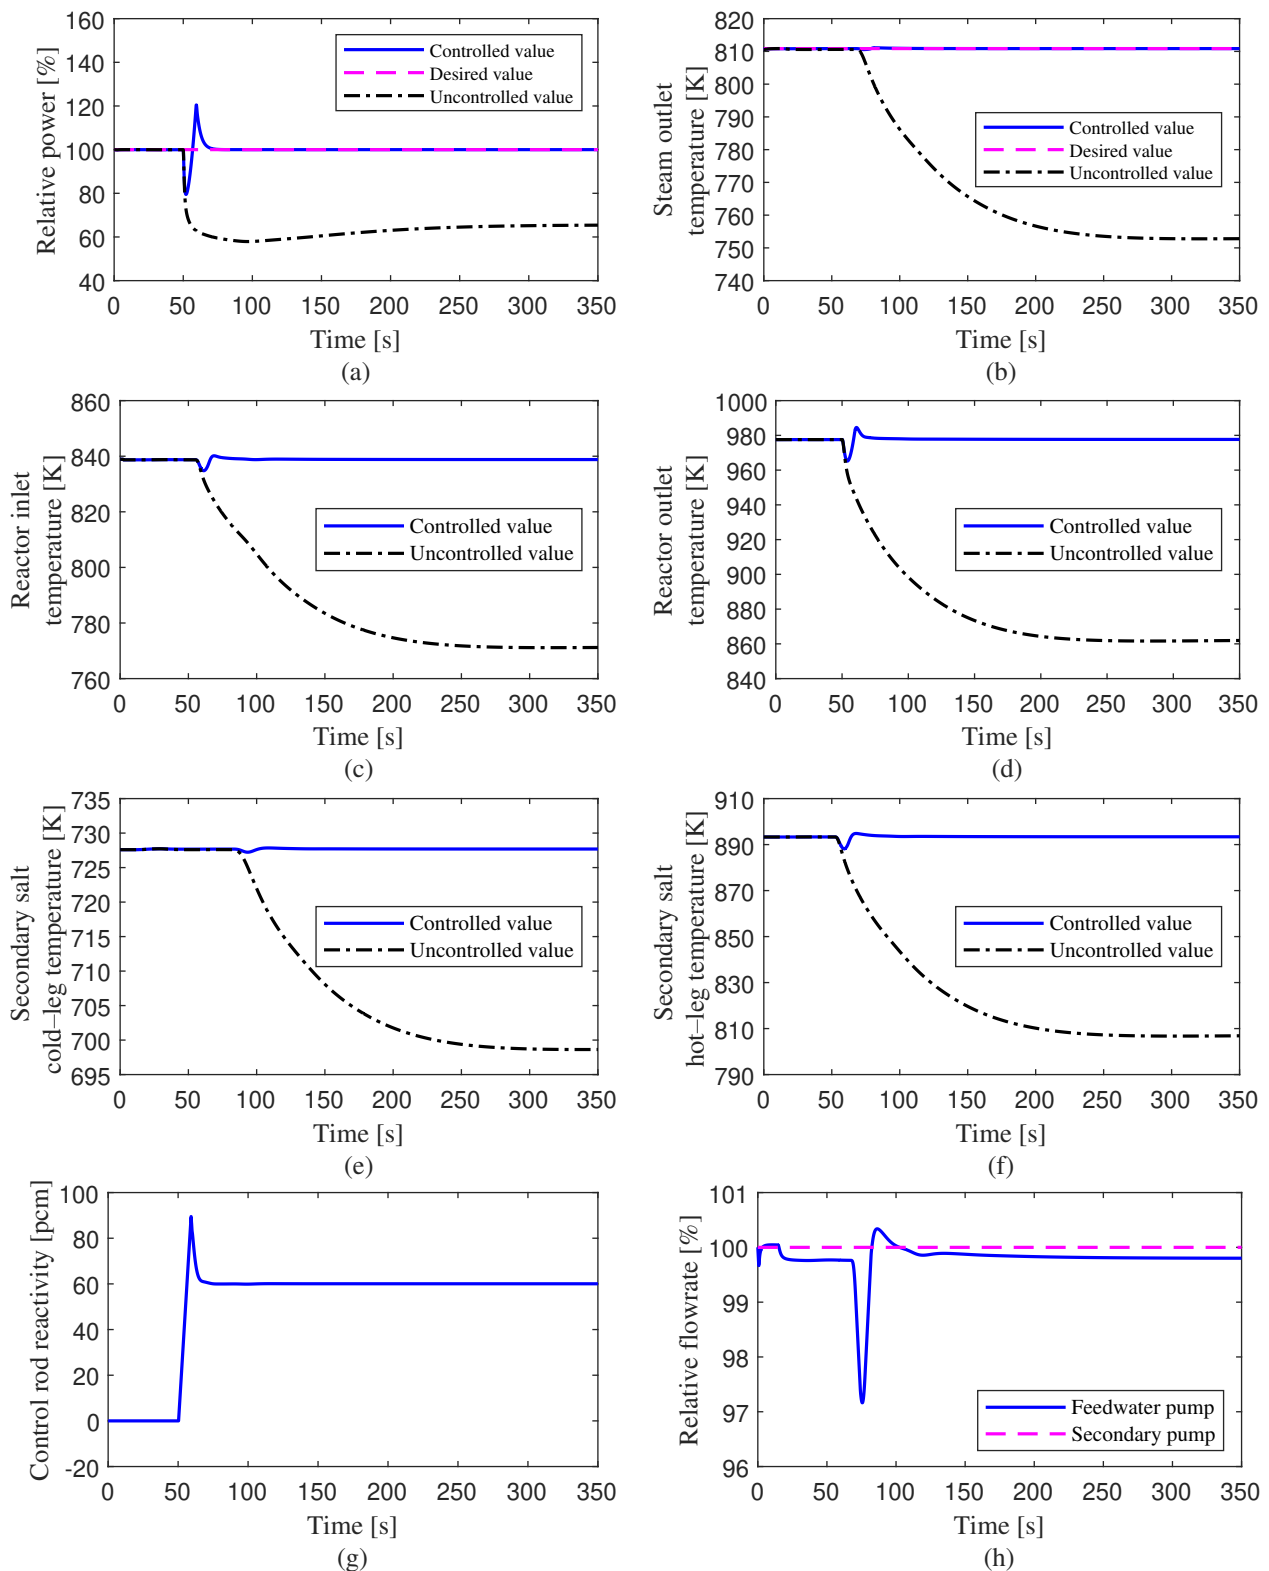 160
140
120
100
80
60
40
Relative power [%]
Controlled value
Desired value
Uncontrolled value
0 50 100 150 200 250 300 350
Time [s]
(a)
820
810
800
790
780
770
760
750
740
Steam outlet
temperature [K]
Controlled value
Desired value
Uncontrolled value
0 50 100 150 200 250 300 350
Time [s]
(b)
860
840
820
800
780
760
Reactor inlet
temperature [K]
Controlled value
Uncontrolled value
0 50 100 150 200 250 300 350
Time [s]
(c)
1000
980
960
940
920
900
880
860
840
Reactor outlet
temperature [K]
Controlled value
Uncontrolled value
0 50 100 150 200 250 300 350
Time [s]
(d)
735
730
725
720
715
710
705
700
695
Secondary salt
cold–leg temperature [K]
Controlled value
Uncontrolled value
0 50 100 150 200 250 300 350
Time [s]
(e)
910
890
870
850
830
810
790
Secondary salt
hot–leg temperature [K]
Controlled value
Uncontrolled value
0 50 100 150 200 250 300 350
Time [s]
(f)
100
80
60
40
20
0
-20
Control rod reactivity [pcm]
0 50 100 150 200 250 300 350
Time [s]
(g)
101
100
99
98
97
96
Relative flowrate [%]
Feedwater pump
Secondary pump
0 50 100 150 200 250 300 350
Time [s]
(h)